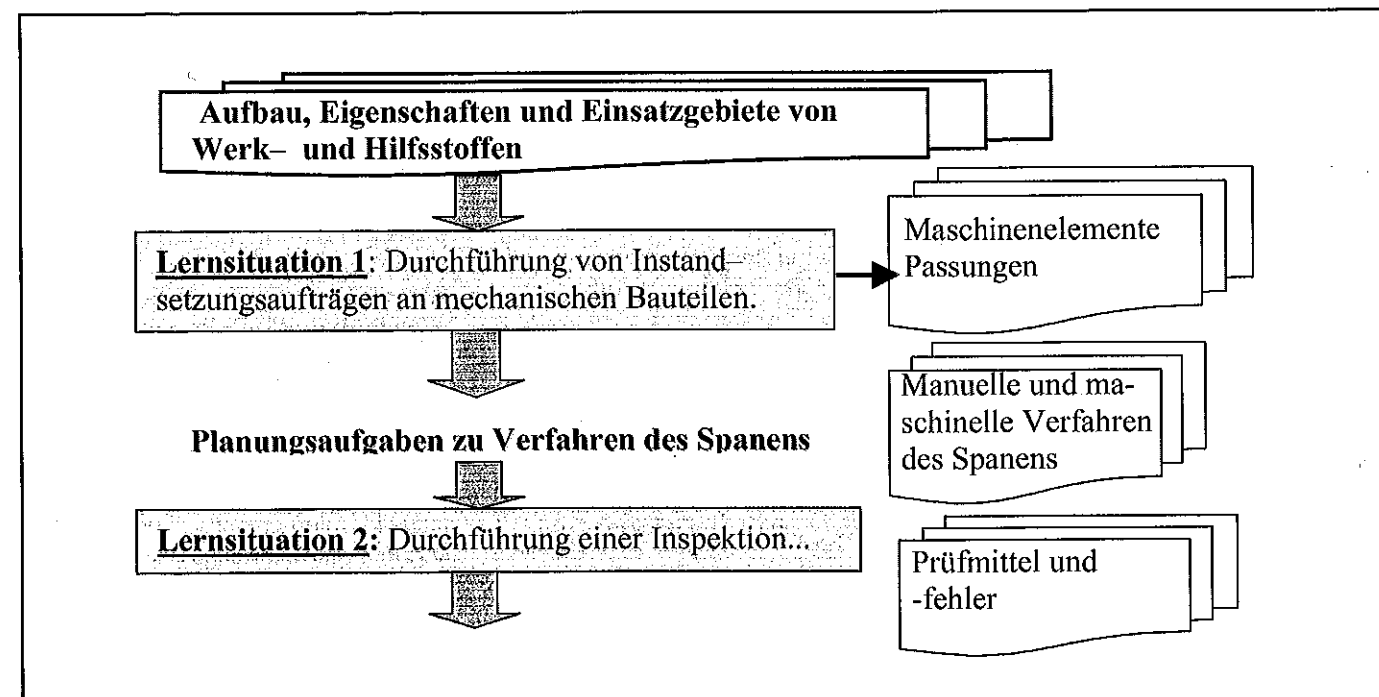 Aufbau, Eigenschaften und Einsatzgebiete von
Werk– und Hilfsstoffen
Lernsituation 1: Durchführung von Instand–
setzungsaufträgen an mechanischen Bauteilen.
Maschinenelemente
Passungen
Planungsaufgaben zu Verfahren des Spanens
Manuelle und ma-
schinelle Verfahren
des Spanens
Lernsituation 2: Durchführung einer Inspektion...
Prüfmittel und
-fehler